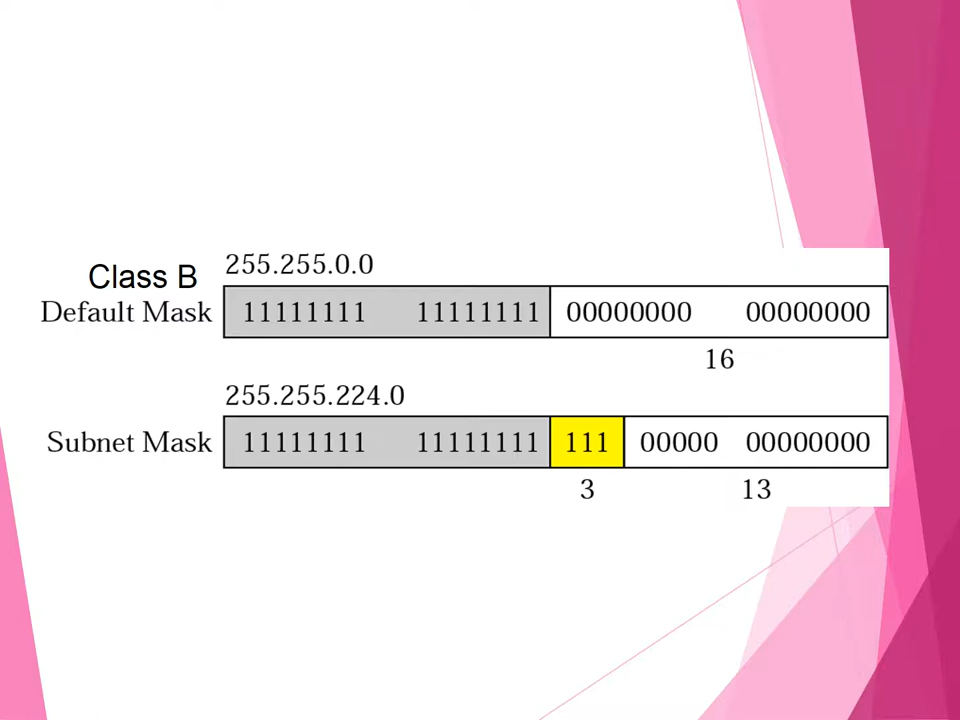 255.255.0.0
Class B
Default Mask 11111111 11111111 00000000 00000000
16
255.255.224.0
Subnet Mask 11111111 11111111 111 00000 00000000
3 13